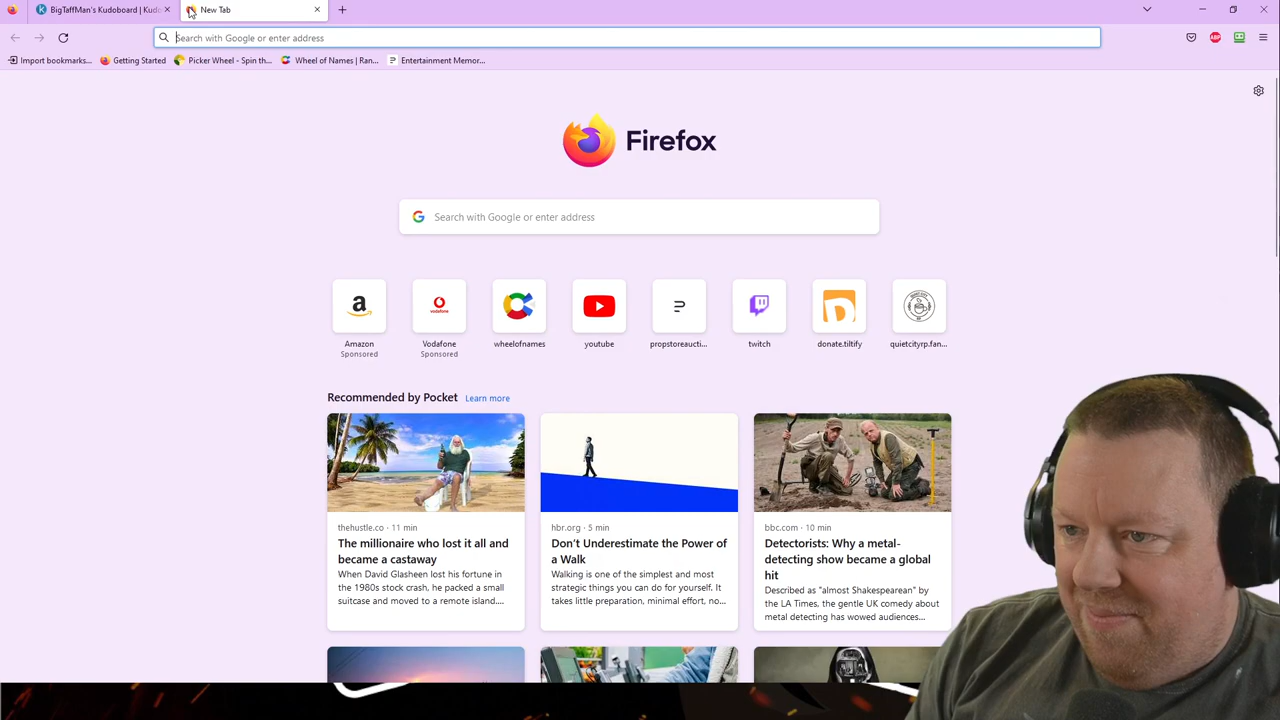 BigTaffMan's Kudoboard | Kudo
New Tab
Search with Google or enter address
Import bookmarks...
Getting Started
Picker Wheel - Spin th...
Wheel of Names | Ran...
Entertainment Memor...
ABP
Firefox
Search with Google or enter address
Amazon
Sponsored
Vodafone
Sponsored
wheelofnames
youtube
propstoreaucti...
twitch
donate.tiltify
quietcityrp.fan...
Recommended by Pocket
Learn more
thehustle.co · 11 min
The millionaire who lost it all and
became a castaway
When David Glasheen lost his fortune in
the 1980s stock crash, he packed a small
suitcase and moved to a remote island....
hbr.org · 5 min
Don't Underestimate the Power of
a Walk
Walking is one of the simplest and most
strategic things you can do for yourself. It
takes little preparation, minimal effort, no...
bbc.com · 10 min
Detectorists: Why a metal-
detecting show became a global
hit
Described as "almost Shakespearean" by
the LA Times, the gentle UK comedy about
metal detecting has wowed audiences...